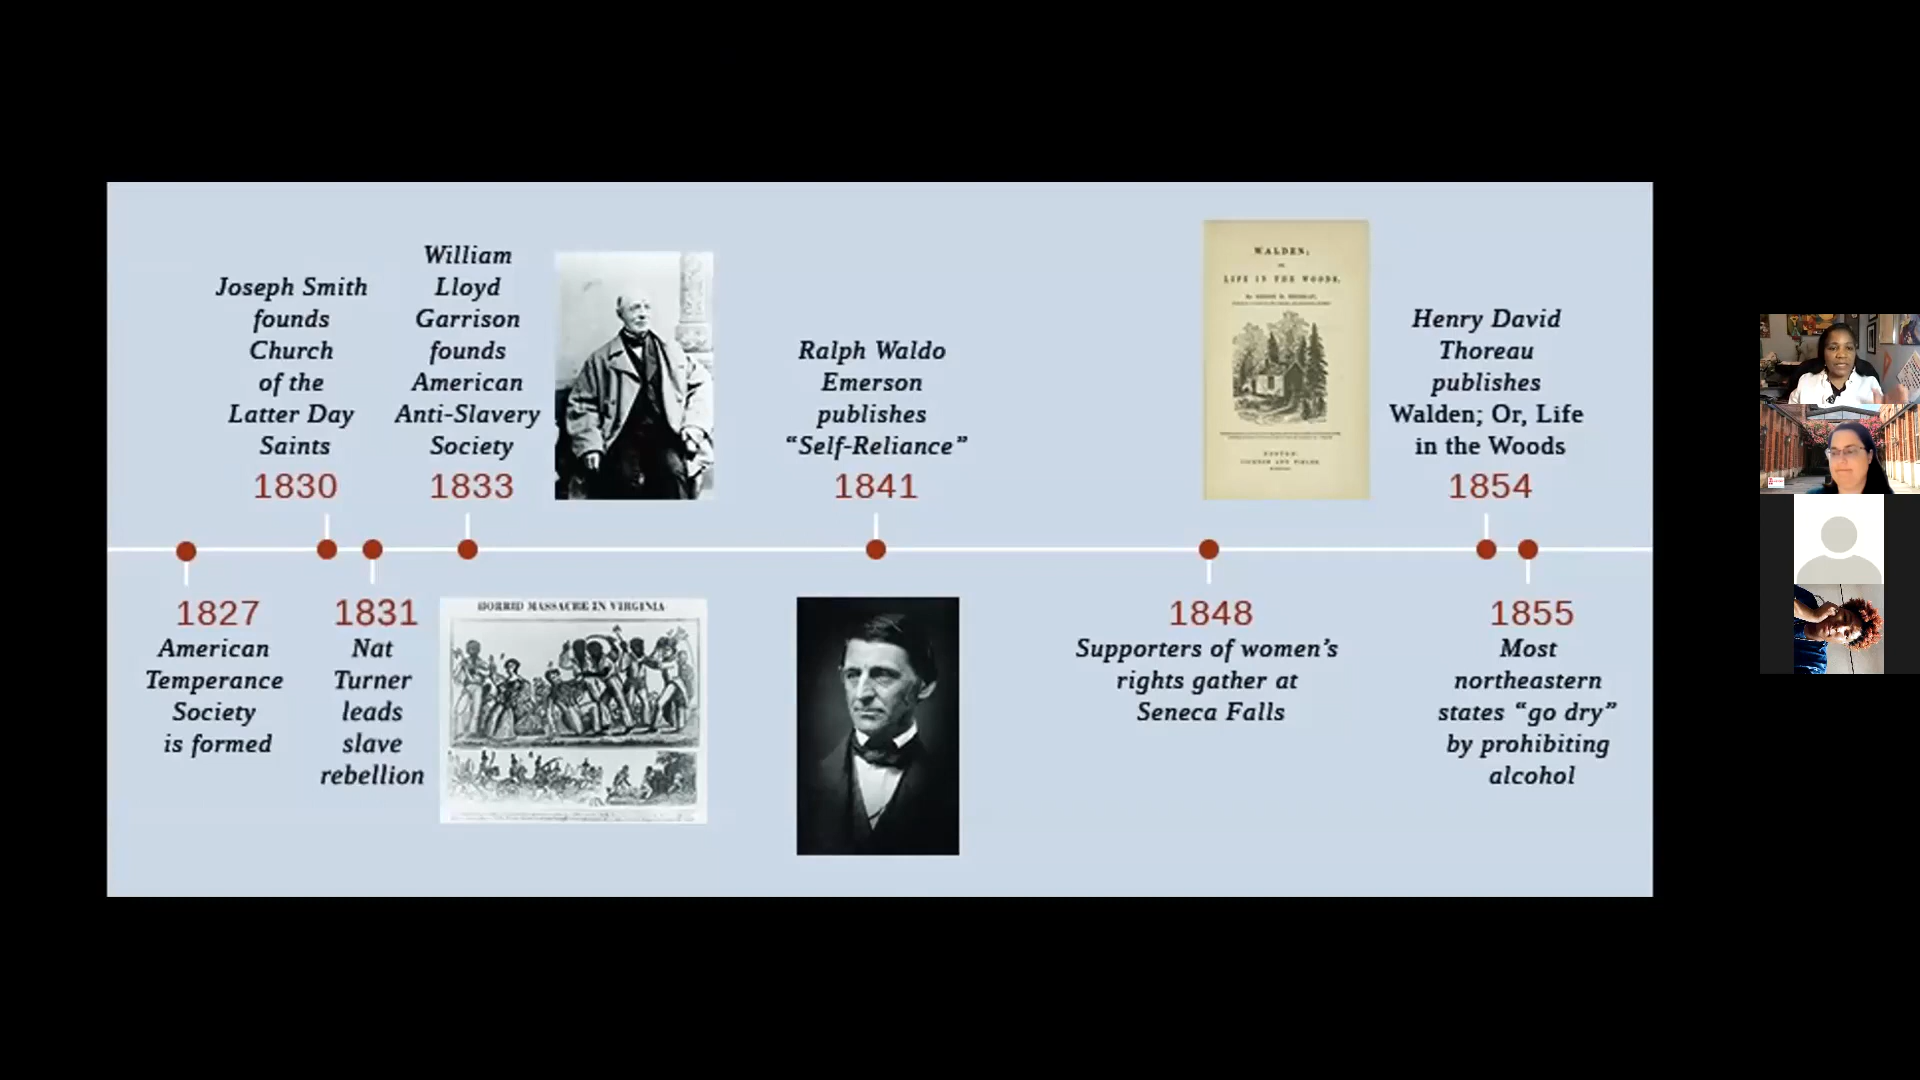 Joseph Smith
founds
Church
of the
Latter Day
Saints
1830
William
Lloyd
Garrison
founds
American
Anti-Slavery
Society
1833
Ralph Waldo
Emerson
publishes
“Self-Reliance”
1841
WALDEN;
LIFE IN THE WOODS.
Henry David
Thoreau
publishes
Walden; Or, Life
in the Woods
1854
1827
American
Temperance
Society
is formed
1831
Nat
Turner
leads
slave
rebellion
HORRID MASSACRE IN VIRGINIA
1848
Supporters of women’s
rights gather at
Seneca Falls
1855
Most
northeastern
states “go dry”
by prohibiting
alcohol